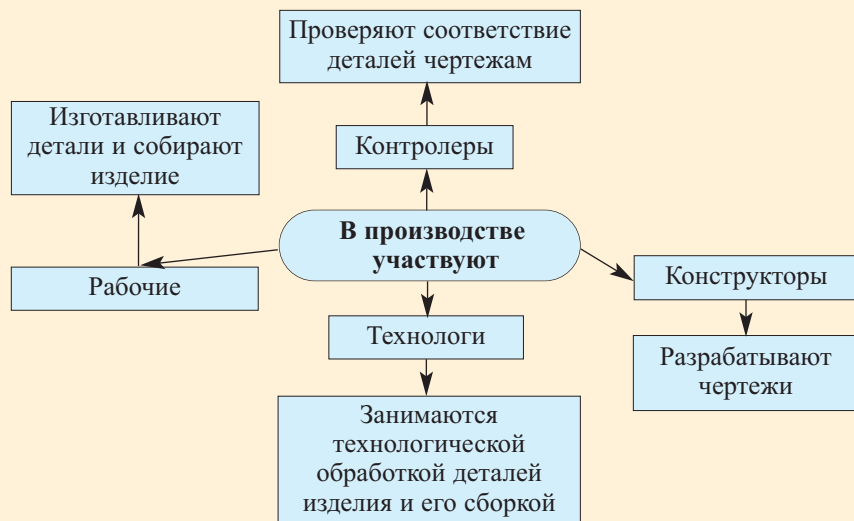 Проверяют соответствие
деталей чертежам
Изготавливают
детали и собирают
изделие
Контролеры
В производстве
участвуют
Рабочие
Конструкторы
Технологи
Разрабатывают
чертежи
Занимаются
технологической
обработкой деталей
изделия и его сборкой